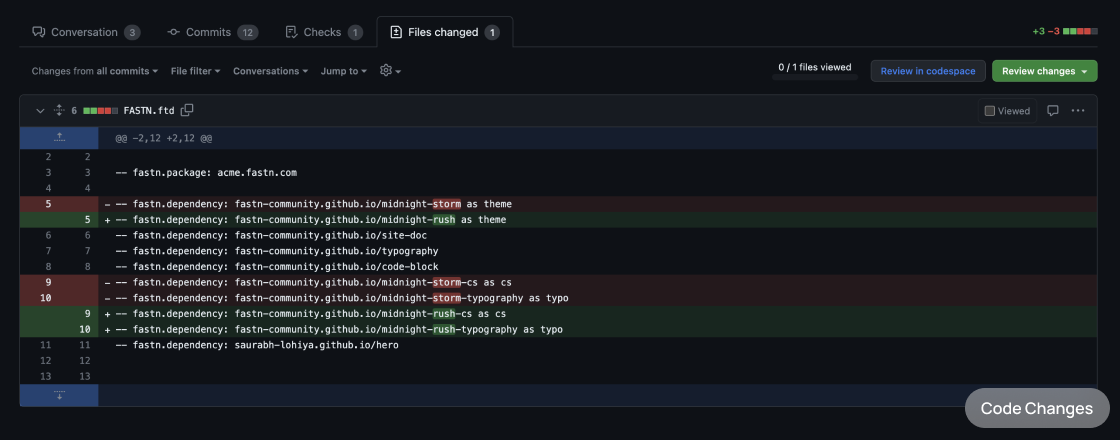 Conversation 3 Commits 12 Checks 1 Files changed 1 +3 −3
Changes from all commits File filter Conversations Jump to 0 / 1 files viewed Review in codespace Review changes
6 FASTN.ftd Viewed
@@ -2,12 +2,12 @@
2 2
3 3 -- fastn.package: acme.fastn.com
4 4
5 - -- fastn.dependency: fastn-community.github.io/midnight-storm as theme
5 + -- fastn.dependency: fastn-community.github.io/midnight-rush as theme
6 6 -- fastn.dependency: fastn-community.github.io/site-doc
7 7 -- fastn.dependency: fastn-community.github.io/typography
8 8 -- fastn.dependency: fastn-community.github.io/code-block
9 - -- fastn.dependency: fastn-community.github.io/midnight-storm-cs as cs
10 - -- fastn.dependency: fastn-community.github.io/midnight-storm-typography as typo
9 + -- fastn.dependency: fastn-community.github.io/midnight-rush-cs as cs
10 + -- fastn.dependency: fastn-community.github.io/midnight-rush-typography as typo
11 11 -- fastn.dependency: saurabh-lohiya.github.io/hero
12 12
13 13
Code Changes